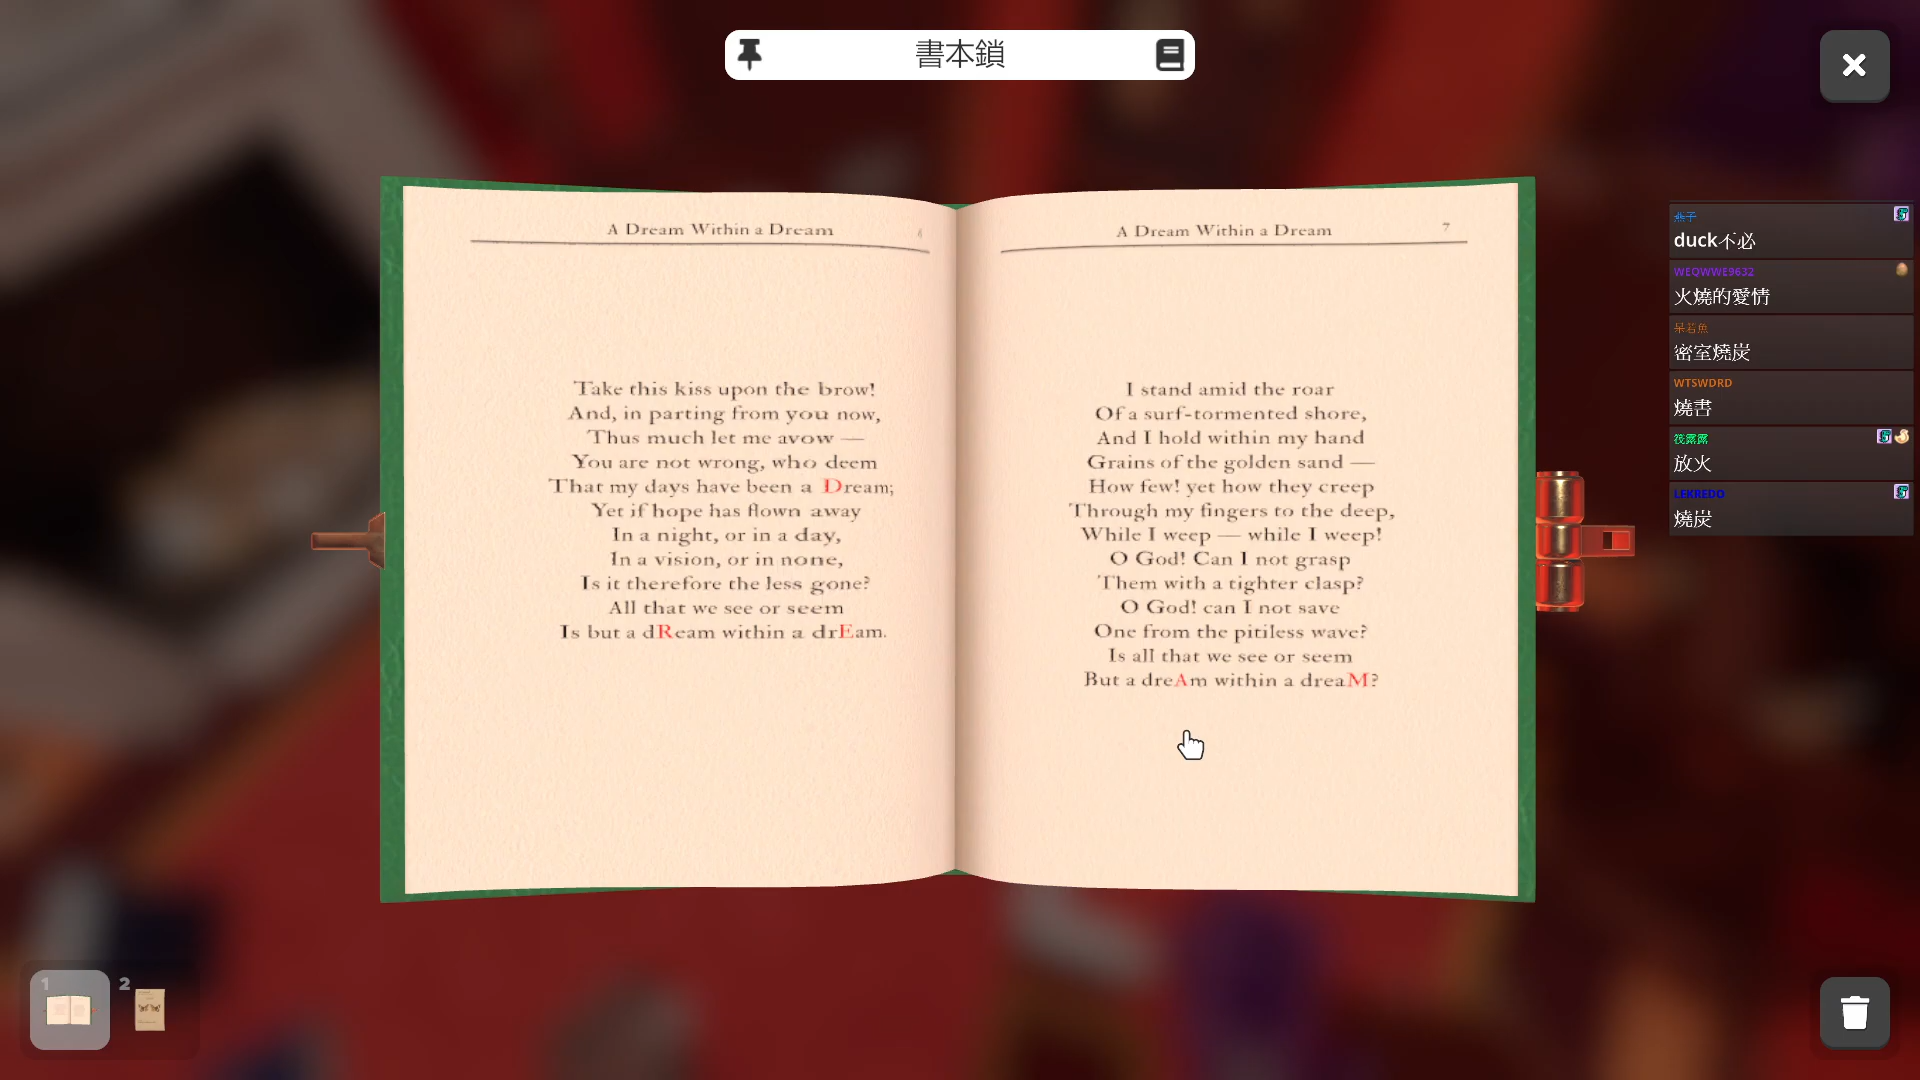 書本鎖
A Dream Within a Dream
Take this kiss upon the brow!
And, in parting from you now,
Thus much let me avow —
You are not wrong, who deem
That my days have been a Dream;
Yet if hope has flown away
In a night, or in a day,
In a vision, or in none,
Is it therefore the less gone?
All that we see or seem
Is but a dReam within a drEam.
A Dream Within a Dream 7
I stand amid the roar
Of a surf-tormented shore,
And I hold within my hand
Grains of the golden sand —
How few! yet how they creep
Through my fingers to the deep,
While I weep — while I weep!
O God! Can I not grasp
Them with a tighter clasp?
O God! can I not save
One from the pitiless wave?
Is all that we see or seem
But a dreAm within a dreaM?
燕子
duck不必
WEQWWE9632
火燒的愛情
呆若魚
密室燒炭
WTSWDRD
燒書
筏露露
放火
LEKREDO
燒炭
1
2